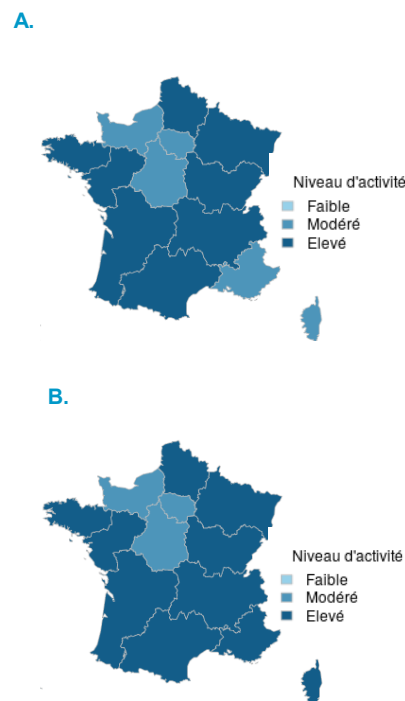 A.
Niveau d'activité
Faible
Modéré
Elevé
B.
Niveau d'activité
Faible
Modéré
Elevé